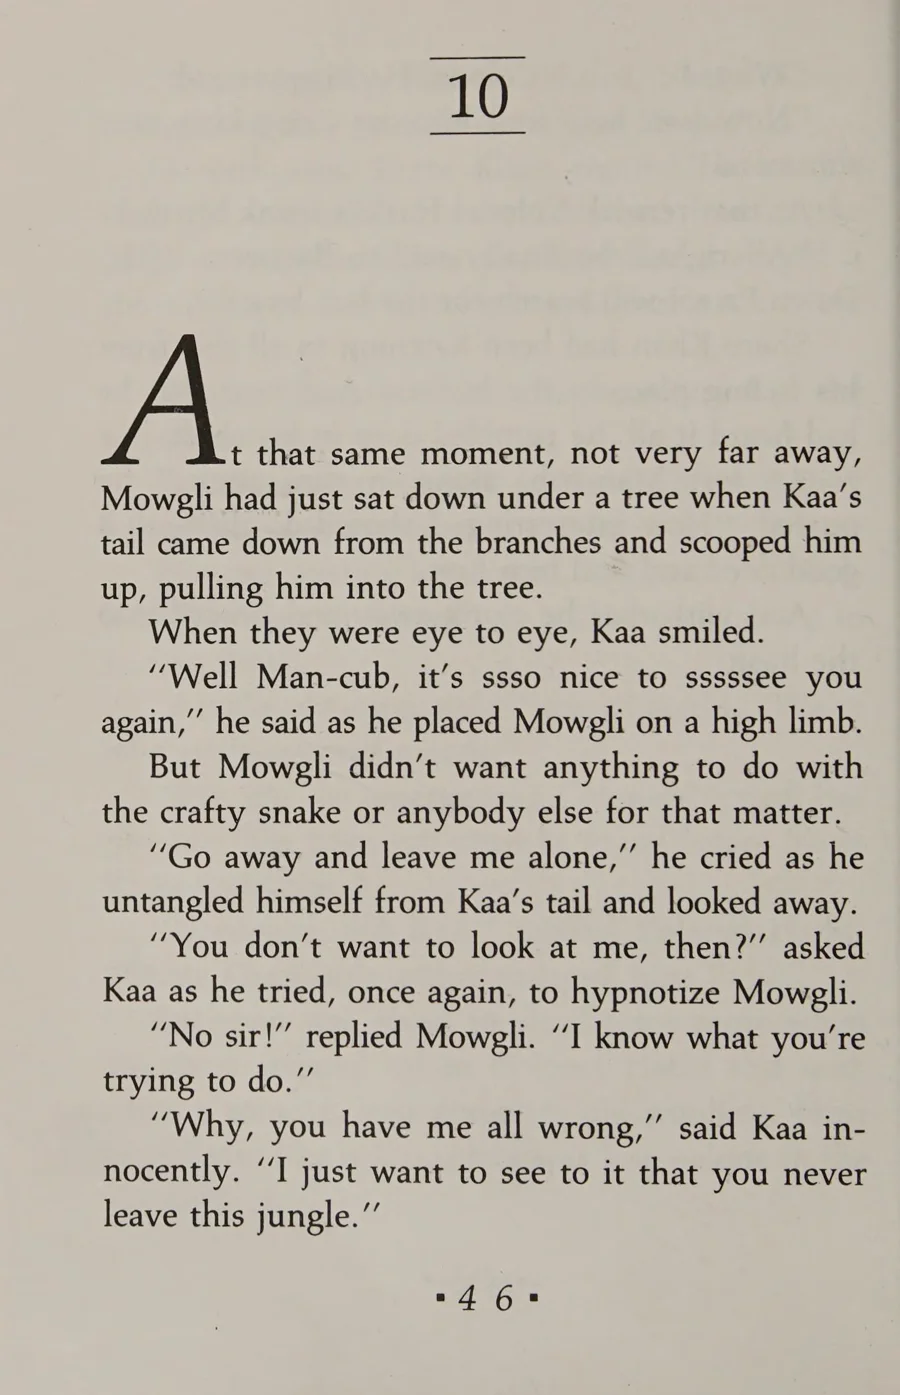 10
At that same moment, not very far away,
Mowgli had just sat down under a tree when Kaa's
tail came down from the branches and scooped him
up, pulling him into the tree.
When they were eye to eye, Kaa smiled.
"Well Man-cub, it's ssso nice to sssssee you
again," he said as he placed Mowgli on a high limb.
But Mowgli didn't want anything to do with
the crafty snake or anybody else for that matter.
"Go away and leave me alone," he cried as he
untangled himself from Kaa's tail and looked away.
"You don't want to look at me, then?" asked
Kaa as he tried, once again, to hypnotize Mowgli.
"No sir!" replied Mowgli. "I know what you're
trying to do."
"Why, you have me all wrong," said Kaa in-
nocently. "I just want to see to it that you never
leave this jungle."
▪ 4 6 ▪